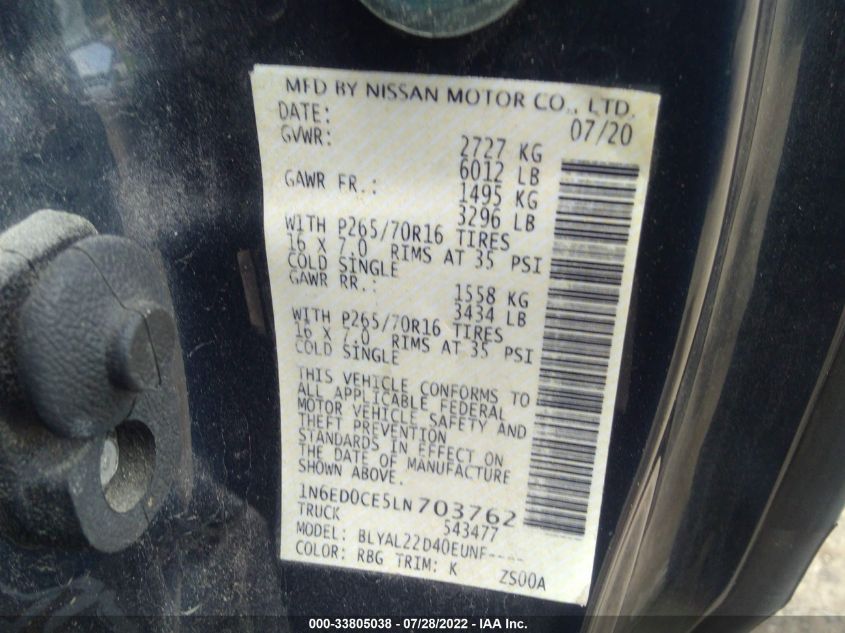 MFD BY NISSAN MOTOR CO., LTD.
DATE: 07/20
GVWR: 2727 KG
6012 LB
GAWR FR.: 1495 KG
3296 LB
WITH P265/70R16 TIRES
16 X 7.0 RIMS AT 35 PSI
COLD SINGLE
GAWR RR.: 1558 KG
3434 LB
WITH P265/70R16 TIRES
16 X 7.0 RIMS AT 35 PSI
COLD SINGLE
THIS VEHICLE CONFORMS TO
ALL APPLICABLE FEDERAL
MOTOR VEHICLE SAFETY AND
THEFT PREVENTION
STANDARDS IN EFFECT ON
THE DATE OF MANUFACTURE
SHOWN ABOVE.
1N6ED0CE5LN703762
TRUCK 543477
MODEL: BLYAL22D40EUNF----
COLOR: RBG TRIM: K ZS00A
000-33805038 - 07/28/2022 - IAA Inc.